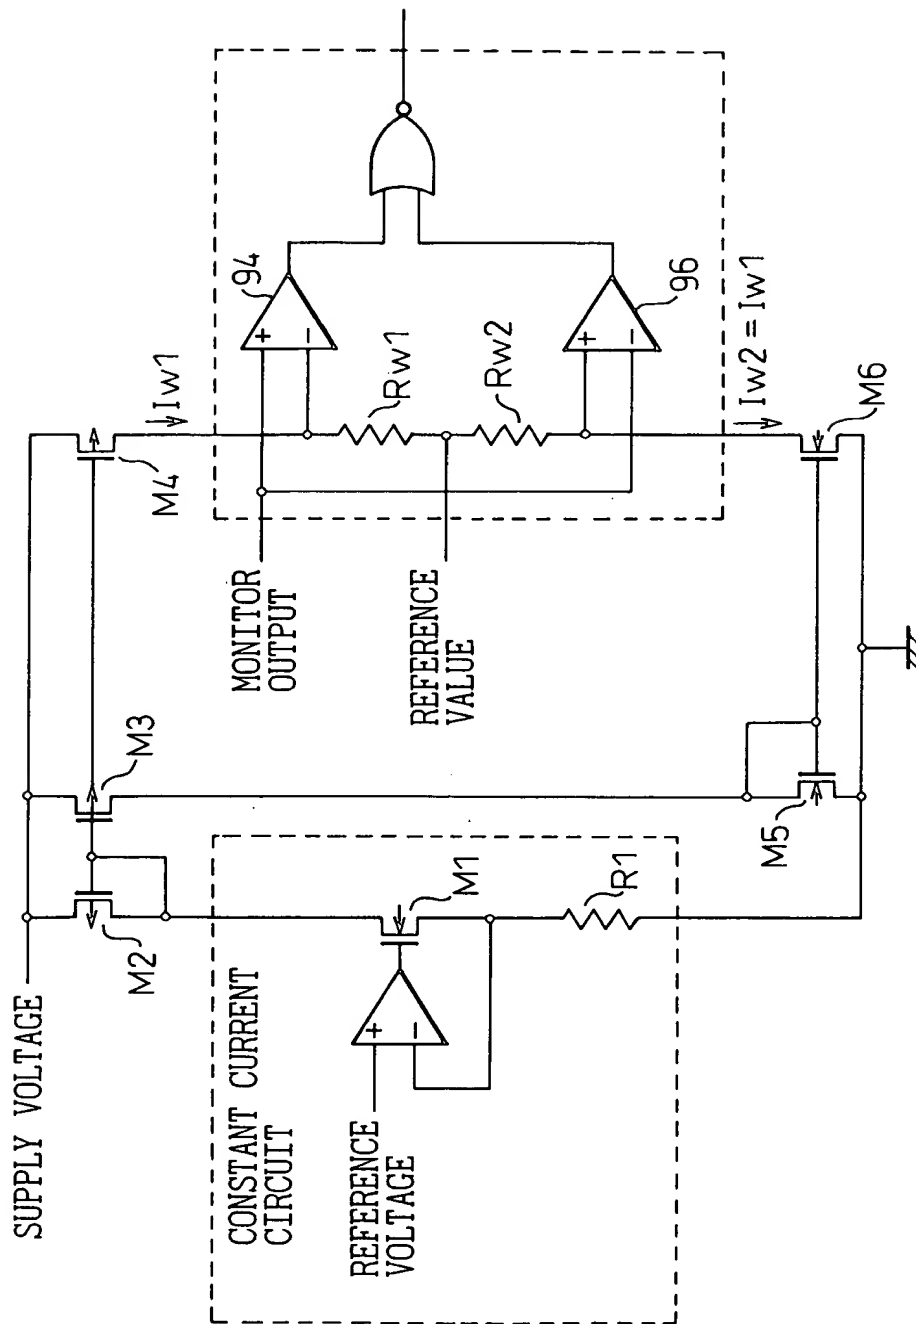 SUPPLY VOLTAGE
M2
M3
M4
Iw1
CONSTANT CURRENT
CIRCUIT
REFERENCE
VOLTAGE
+
−
M1
R1
MONITOR
OUTPUT
REFERENCE
VALUE
+
−
94
Rw1
Rw2
+
−
96
Iw2 = Iw1
M5
M6